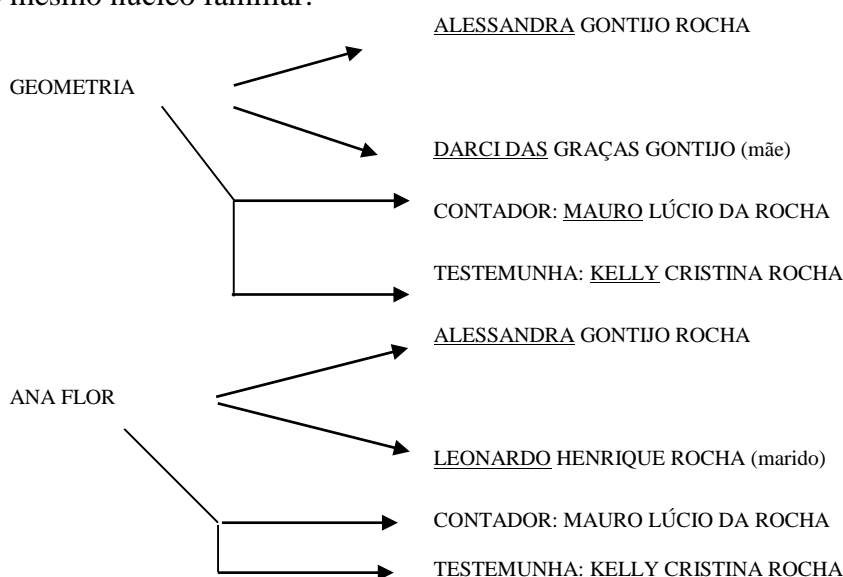 mesmo núcleo familiar:
ALESSANDRA GONTIJO ROCHA
GEOMETRIA
DARCI DAS GRAÇAS GONTIJO (mãe)
CONTADOR: MAURO LÚCIO DA ROCHA
TESTEMUNHA: KELLY CRISTINA ROCHA
ALESSANDRA GONTIJO ROCHA
ANA FLOR
LEONARDO HENRIQUE ROCHA (marido)
CONTADOR: MAURO LÚCIO DA ROCHA
TESTEMUNHA: KELLY CRISTINA ROCHA